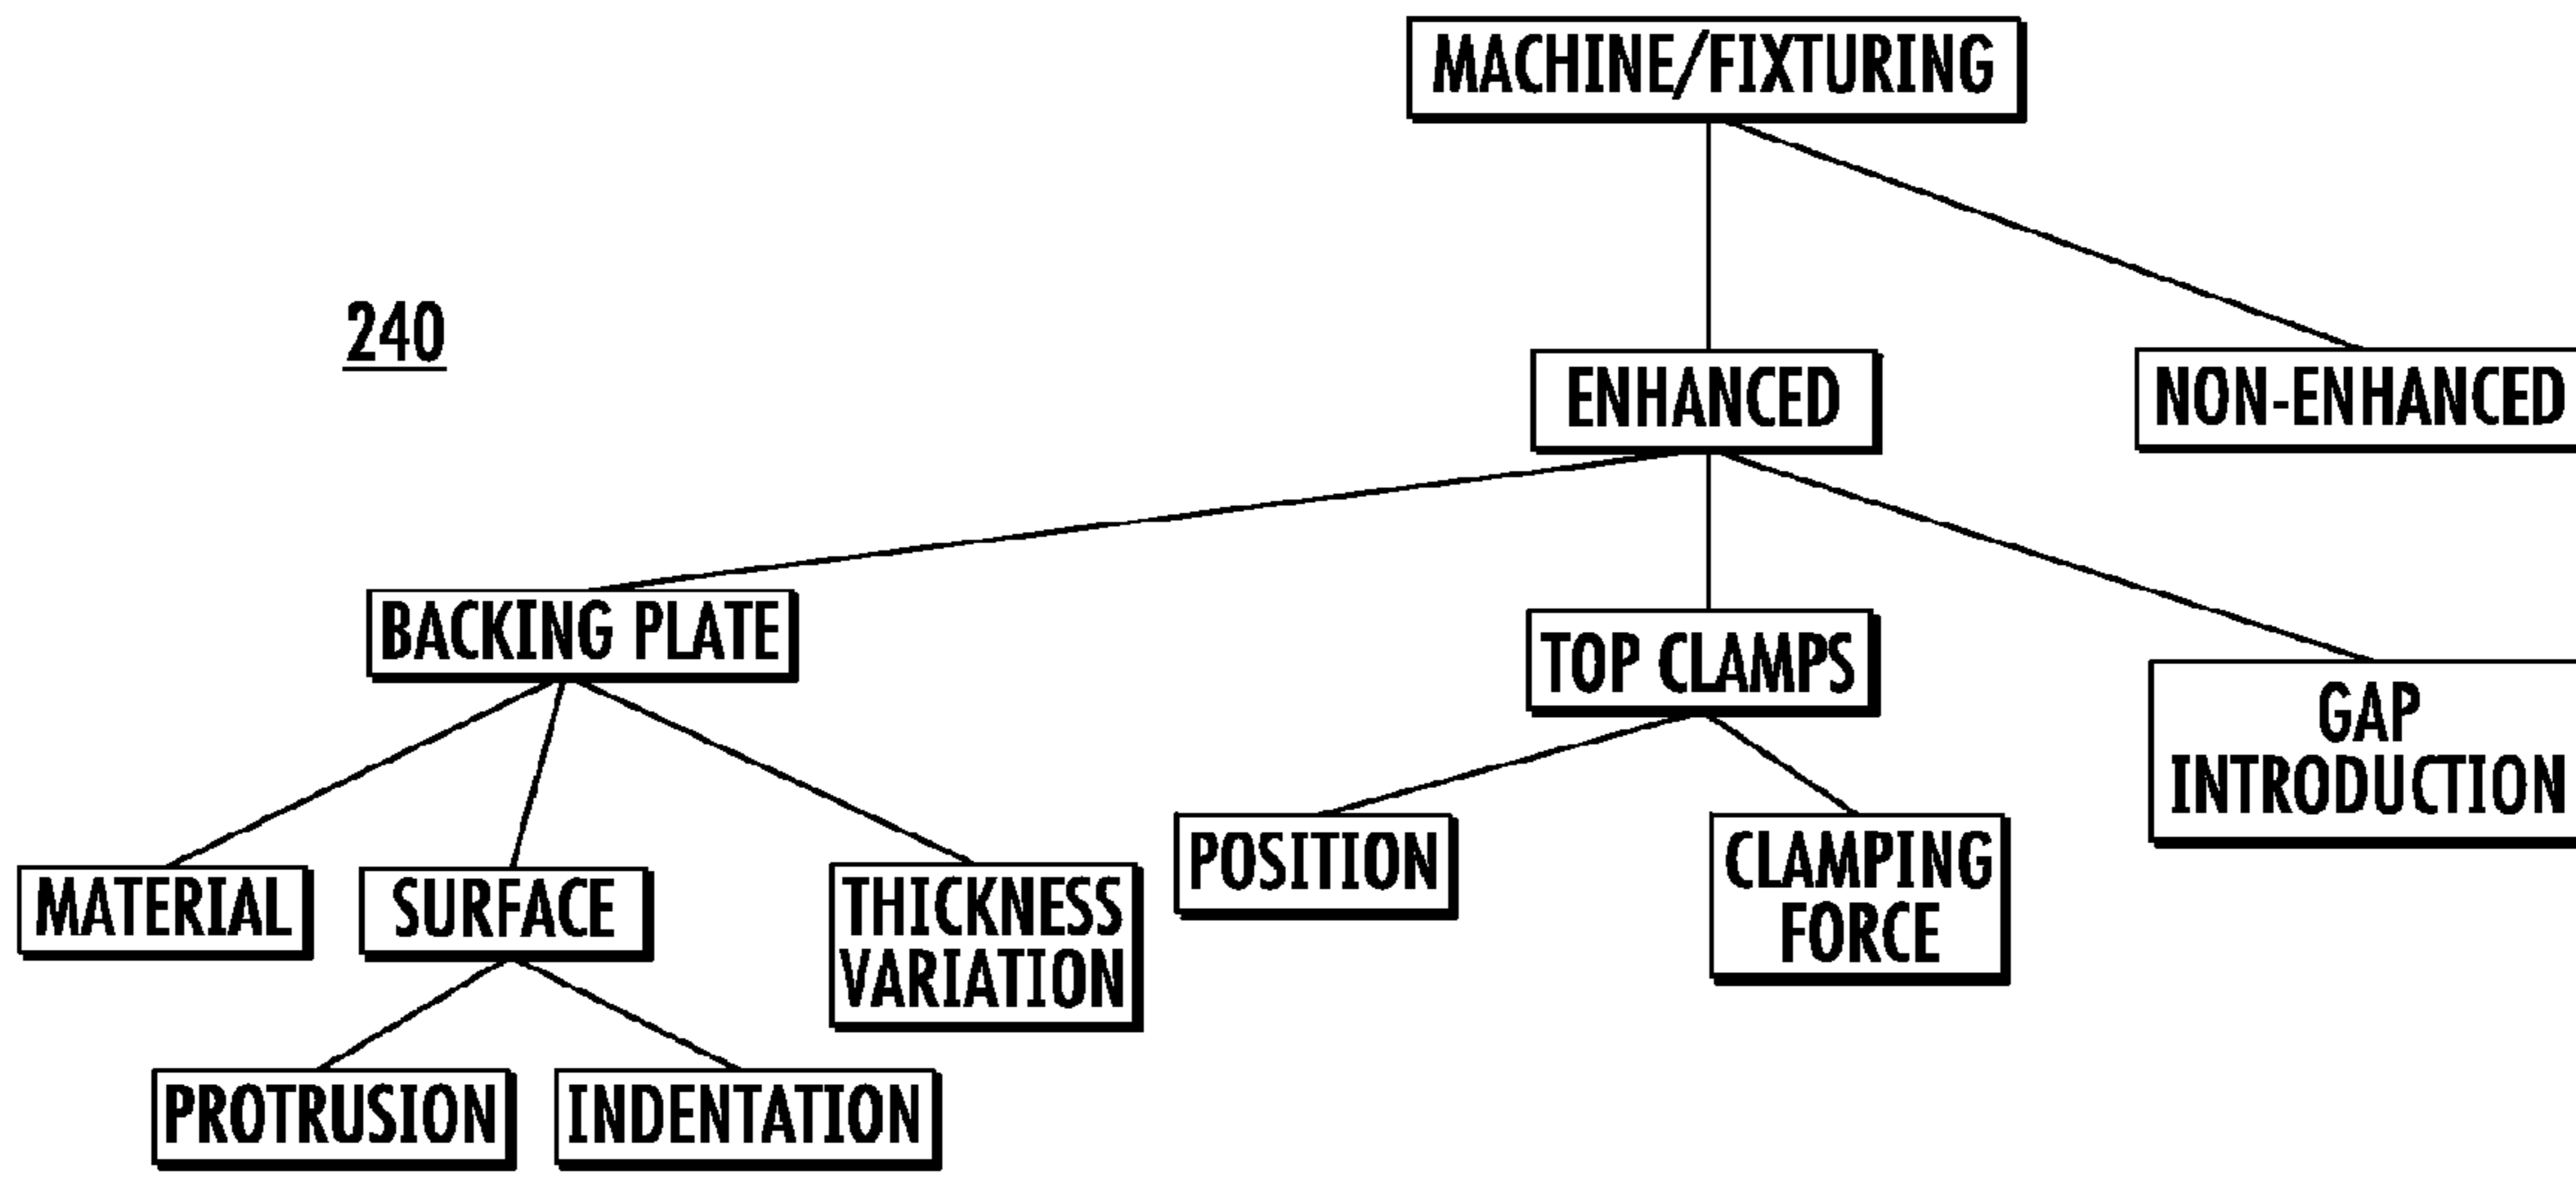 MACHINE/FIXTURING
240
ENHANCED
NON-ENHANCED
BACKING PLATE
TOP CLAMPS
GAP
INTRODUCTION
MATERIAL
SURFACE
THICKNESS
VARIATION
POSITION
CLAMPING
FORCE
PROTRUSION
INDENTATION